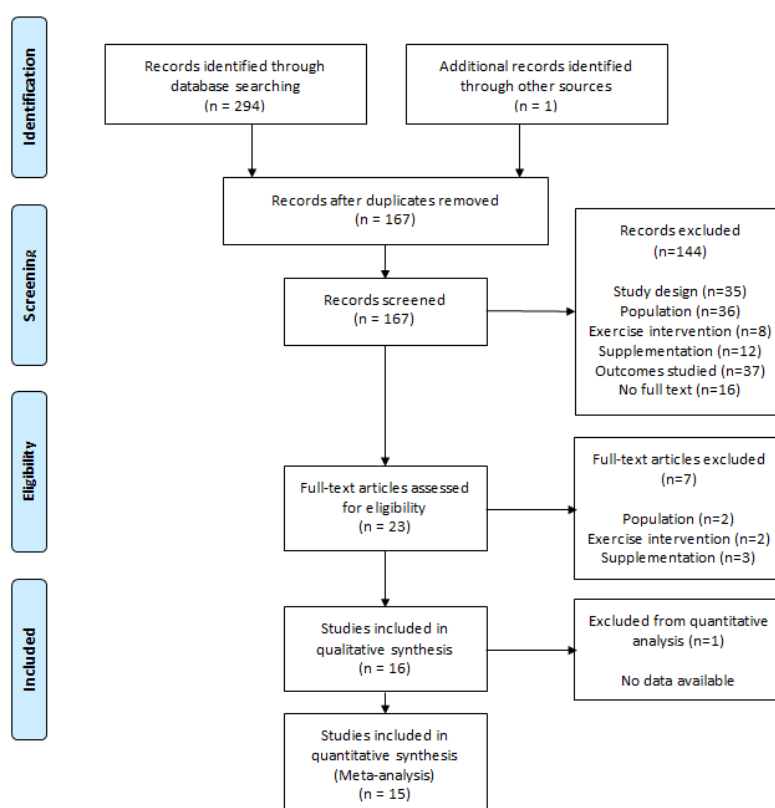 Identification
Records identified through
database searching
(n = 294)
Additional records identified
through other sources
(n = 1)
Records after duplicates removed
(n = 167)
Screening
Records screened
(n = 167)
Records excluded
(n=144)
Study design (n=35)
Population (n=36)
Exercise intervention (n=8)
Supplementation (n=12)
Outcomes studied (n=37)
No full text (n=16)
Eligibility
Full-text articles assessed
for eligibility
(n = 23)
Full-text articles excluded
(n=7)
Population (n=2)
Exercise intervention (n=2)
Supplementation (n=3)
Included
Studies included in
qualitative synthesis
(n = 16)
Excluded from quantitative
analysis (n=1)
No data available
Studies included in
quantitative synthesis
(Meta-analysis)
(n = 15)